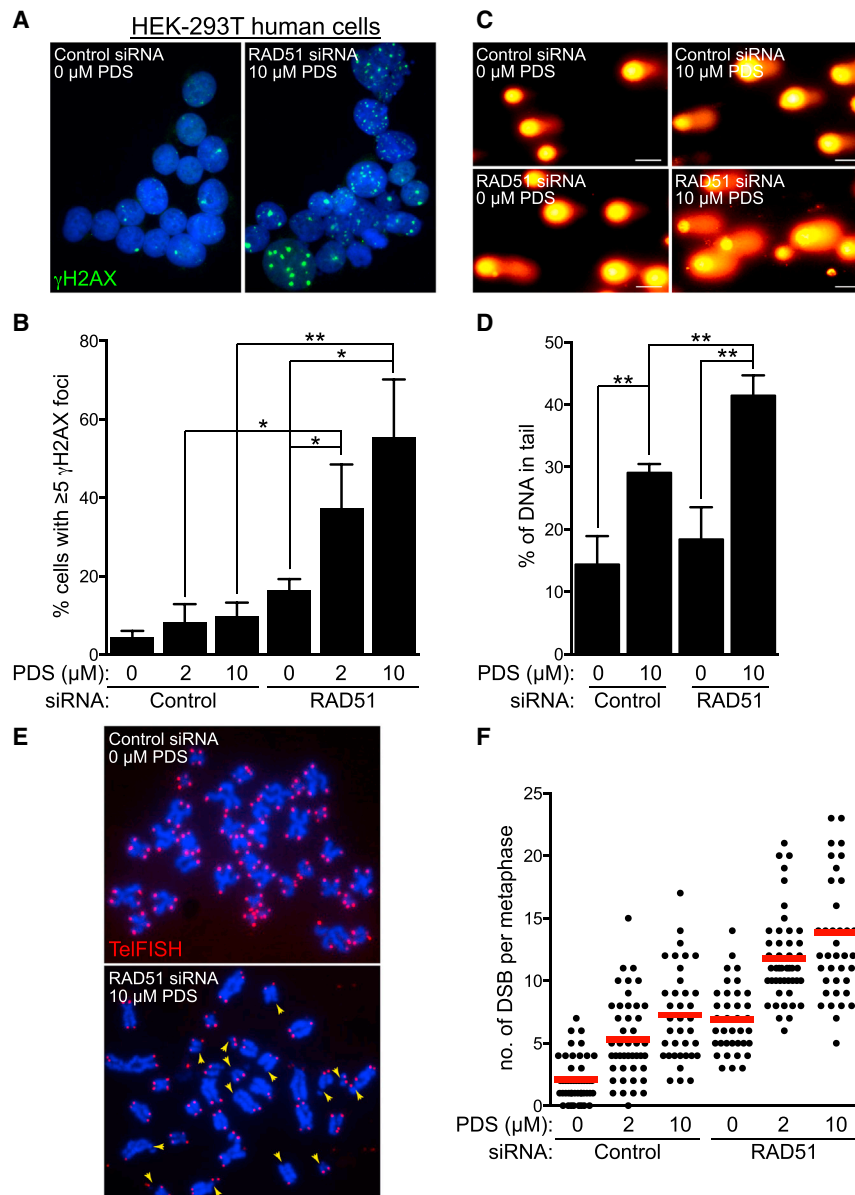 A
HEK-293T human cells
Control siRNA
0 µM PDS
RAD51 siRNA
10 µM PDS
γH2AX
C
Control siRNA
0 µM PDS
Control siRNA
10 µM PDS
RAD51 siRNA
0 µM PDS
RAD51 siRNA
10 µM PDS
B
% cells with ≥5 γH2AX foci
80
60
40
20
0
**
*
*
*
PDS (µM): 0 2 10 0 2 10
siRNA: Control RAD51
D
% of DNA in tail
50
40
30
20
10
0
**
**
**
PDS (µM): 0 10 0 10
siRNA: Control RAD51
E
Control siRNA
0 µM PDS
TelFISH
RAD51 siRNA
10 µM PDS
F
no. of DSB per metaphase
25
20
15
10
5
0
PDS (µM): 0 2 10 0 2 10
siRNA: Control RAD51